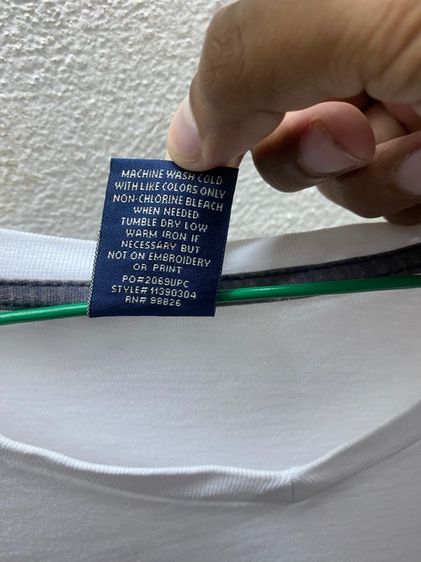 MACHINE WASH COLD
WITH LIKE COLORS ONLY
NON-CHLORINE BLEACH
WHEN NEEDED
TUMBLE DRY LOW
WARM IRON IF
NECESSARY BUT
NOT ON EMBROIDERY
OR PRINT
PO#2069UPC
STYLE#11390304
RN# 98826